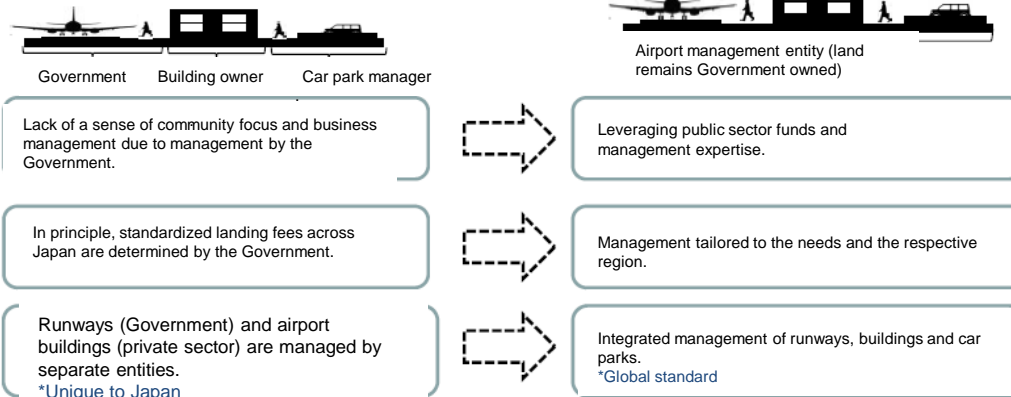 Government Building owner Car park manager
Airport management entity (land
remains Government owned)
Lack of a sense of community focus and business
management due to management by the
Government.
Leveraging public sector funds and
management expertise.
In principle, standardized landing fees across
Japan are determined by the Government.
Management tailored to the needs and the respective
region.
Runways (Government) and airport
buildings (private sector) are managed by
separate entities.
*Unique to Japan
Integrated management of runways, buildings and car
parks.
*Global standard